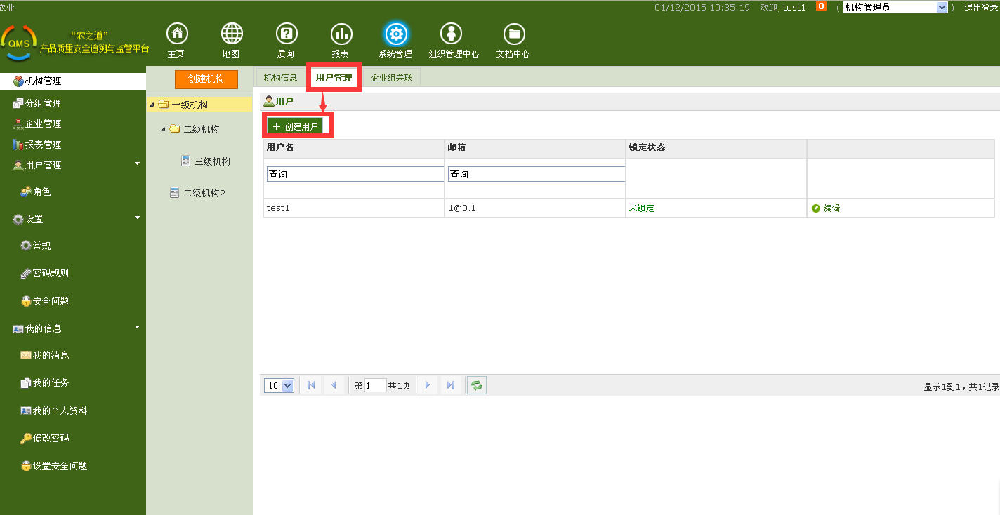 农业
01/12/2015 10:35:19 欢迎, test1 0 ( 机构管理员 ) 退出登录
QMS
“农之道”
产品质量安全追溯与监管平台
主页 地图 质询 报表 系统管理 组织管理中心 文档中心
机构管理
分组管理
企业管理
报表管理
用户管理
角色
设置
常规
密码规则
安全问题
我的信息
我的消息
我的任务
我的个人资料
修改密码
设置安全问题
创建机构
一级机构
二级机构
三级机构
二级机构2
机构信息 用户管理 企业组关联
用户
+ 创建用户
用户名 邮箱 锁定状态
查询 查询
test1 1@3.1 未锁定 编辑
10 第 1 共1页 显示1到1，共1记录